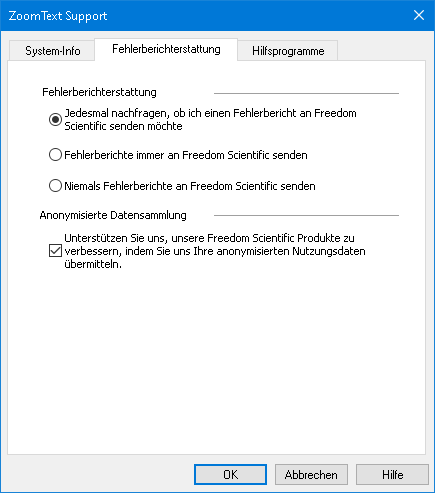 ZoomText Support
System-Info
Fehlerberichterstattung
Hilfsprogramme
Fehlerberichterstattung
Jedesmal nachfragen, ob ich einen Fehlerbericht an Freedom
Scientific senden möchte
Fehlerberichte immer an Freedom Scientific senden
Niemals Fehlerberichte an Freedom Scientific senden
Anonymisierte Datensammlung
Unterstützen Sie uns, unsere Freedom Scientific Produkte zu
verbessern, indem Sie uns Ihre anonymisierten Nutzungsdaten
übermitteln.
OK
Abbrechen
Hilfe